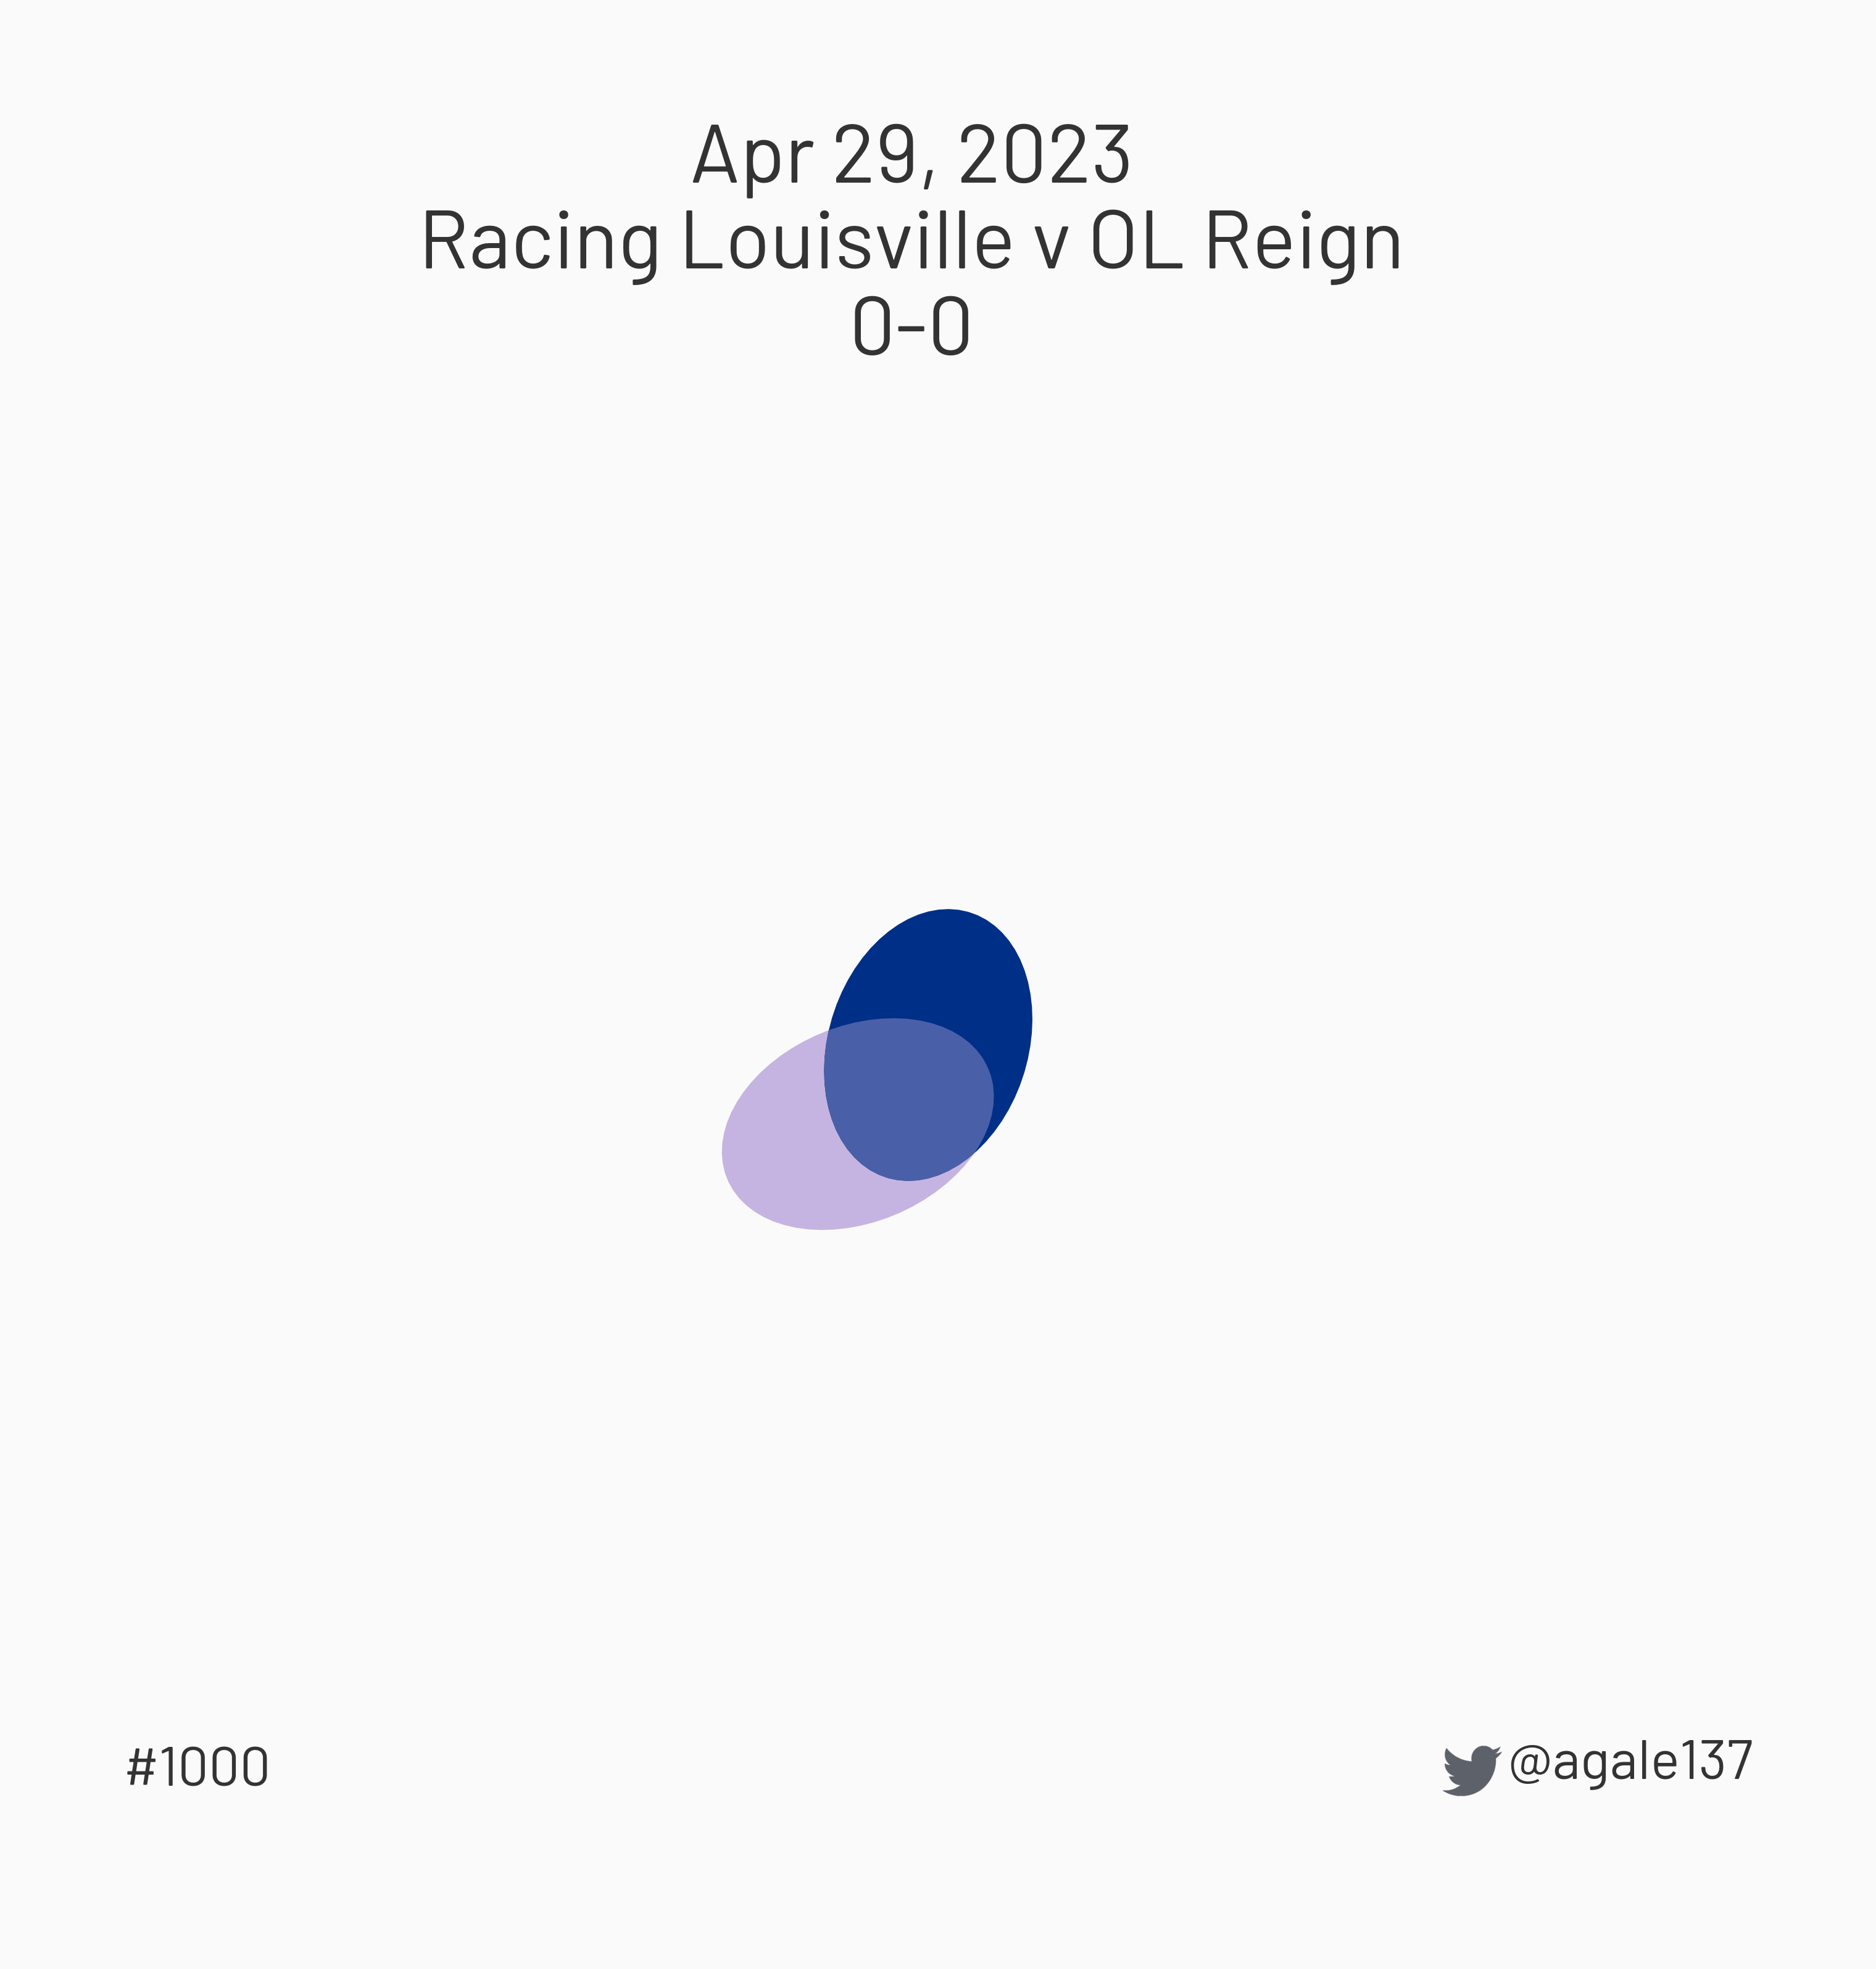 Apr 29, 2023
Racing Louisville v OL Reign
0-0
#1000
@agale137